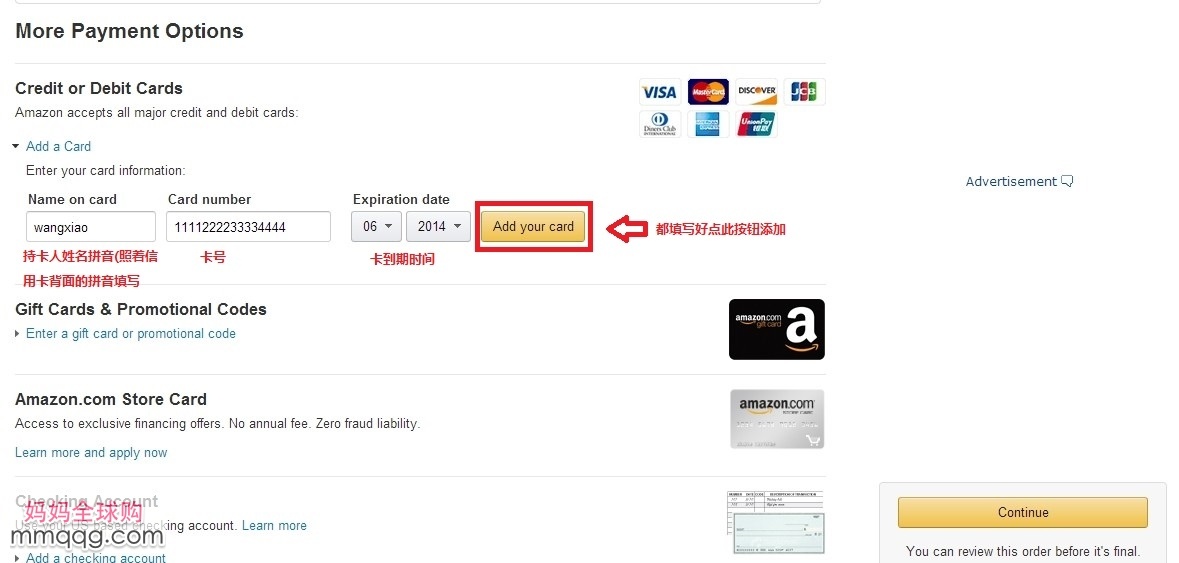 More Payment Options
Credit or Debit Cards
Amazon accepts all major credit and debit cards:
VISA MasterCard DISCOVER JCB
Diners Club INTERNATIONAL AMERICAN EXPRESS UnionPay 银联
Add a Card
Enter your card information:
Name on card Card number Expiration date
wangxiao 1111222233334444 06 2014 Add your card
都填写好点此按钮添加
持卡人姓名拼音(照着信
用卡背面的拼音填写
卡号
卡到期时间
Advertisement
Gift Cards & Promotional Codes
Enter a gift card or promotional code
amazon.com
gift card
a
Amazon.com Store Card
Access to exclusive financing offers. No annual fee. Zero fraud liability.
Learn more and apply now
amazon.com
STORE CARD
Checking Account
妈妈全球购
Use your US based checking account. Learn more
mmqqg.com
Add a checking account
Continue
You can review this order before it's final.